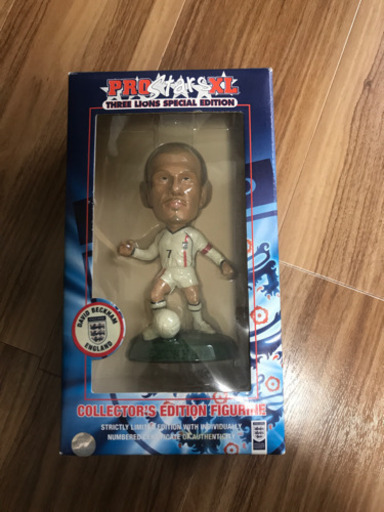 PRO Stars XL
THREE LIONS SPECIAL EDITION
7
DAVID BECKHAM
ENGLAND
COLLECTOR'S EDITION FIGURINE
STRICTLY LIMITED EDITION WITH INDIVIDUALLY
NUMBERED CERTIFICATE OF AUTHENTICITY